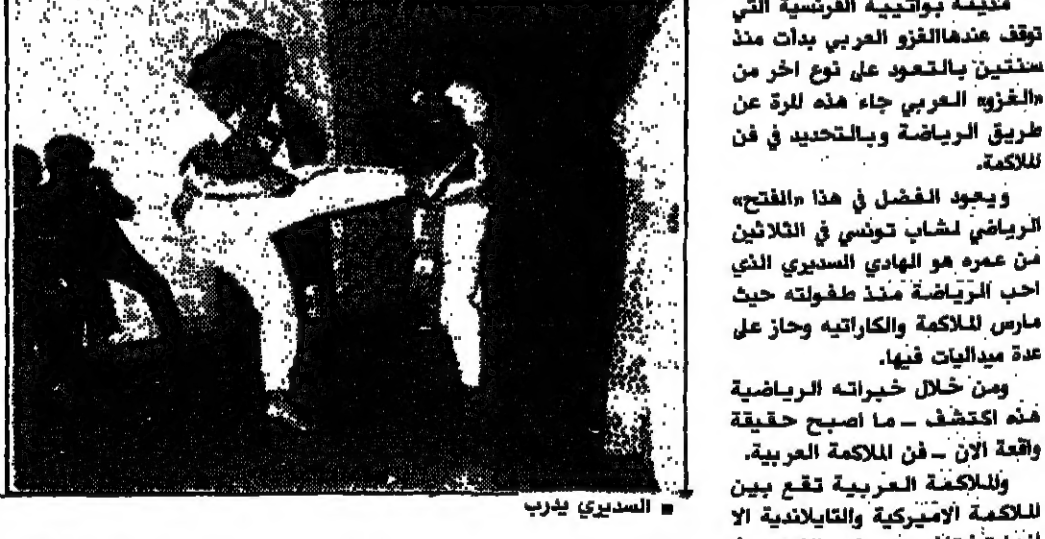 مدينة بواتييه الفرنسية التي
توقف عندهاالغزو العربي بدأت منذ
سنتين بالتعود على نوع اخر من
«الغزو» العربي جاء هذه المرة عن
طريق الرياضة وبالتحديد في فن
الملاكمة.
ويعود الفضل في هذا «الفتح»
الرياضي لشاب تونسي في الثلاثين
من عمره هو الهادي السديري الذي
احب الرياضة منذ طفولته حيث
مارس الملاكمة والكاراتيه وحاز على
عدة ميداليات فيها.
ومن خلال خبراته الرياضية
هذه اكتشف ــ ما اصبح حقيقة
واقعة الان ــ فن الملاكمة العربية.
والملاكمة العربية تقع بين
الملاكمة الاميركية والتايلاندية الا
■ السديري يدرب